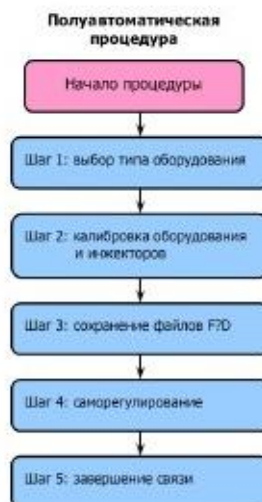 Полуавтоматическая
процедура
Начало процедуры
Шаг 1: выбор типа оборудования
Шаг 2: калибровка оборудования
и инжекторов
Шаг 3: сохранение файлов F?D
Шаг 4: саморегулирование
Шаг 5: завершение связи